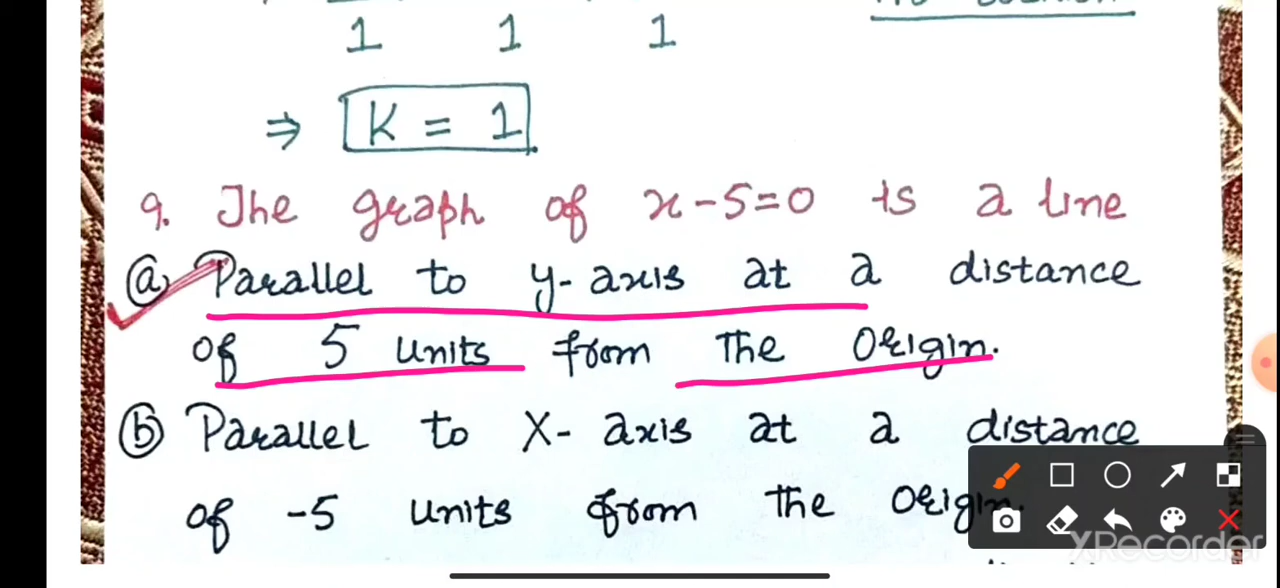 1 1 1
⇒ K = 1
9. The graph of x-5=0 is a line
(a) Parallel to y-axis at a distance
of 5 units from the origin.
(b) Parallel to X-axis at a distance
of -5 units from the origin
XRecorder